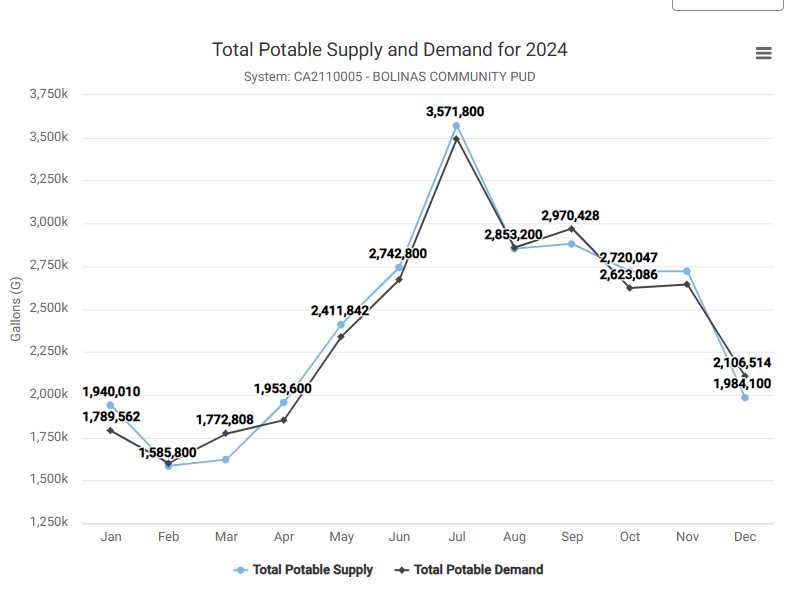 Total Potable Supply and Demand for 2024
System: CA2110005 - BOLINAS COMMUNITY PUD
Gallons (G)
3,750k
3,500k
3,250k
3,000k
2,750k
2,500k
2,250k
2,000k
1,750k
1,500k
1,250k
1,940,010
1,789,562
1,585,800
1,772,808
1,953,600
2,411,842
2,742,800
3,571,800
2,853,200
2,970,428
2,720,047
2,623,086
2,106,514
1,984,100
Jan Feb Mar Apr May Jun Jul Aug Sep Oct Nov Dec
Total Potable Supply Total Potable Demand